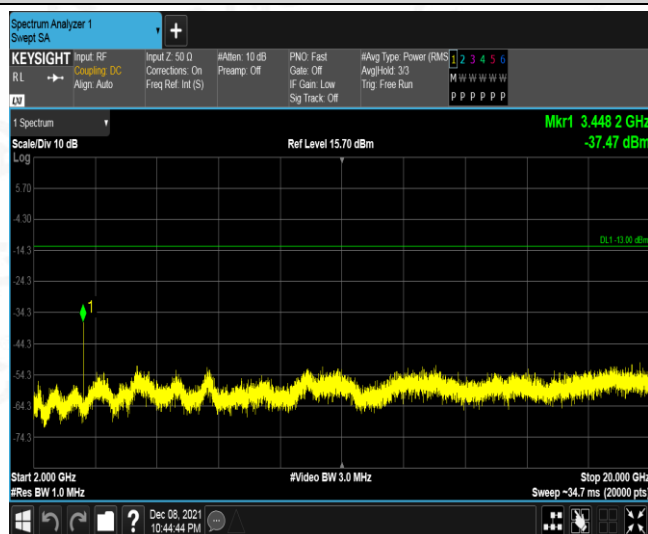 Spectrum Analyzer 1
Swept SA
KEYSIGHT
RL
Input: RF
Coupling: DC
Align: Auto
Input Z: 50 Ω
Corrections: On
Freq Ref: Int (S)
#Atten: 10 dB
Preamp: Off
PNO: Fast
Gate: Off
IF Gain: Low
Sig Track: Off
#Avg Type: Power (RMS
Avg|Hold: 3/3
Trig: Free Run
1 2 3 4 5 6
M W W W W W
P P P P P P
LXI
1 Spectrum
Mkr1 3.448 2 GHz
Scale/Div 10 dB
Ref Level 15.70 dBm
-37.47 dBm
Log
5.70
-4.30
DL1 -13.00 dBm
-14.3
-24.3
1
-34.3
-44.3
-54.3
-64.3
-74.3
Start 2.000 GHz
#Video BW 3.0 MHz
Stop 20.000 GHz
#Res BW 1.0 MHz
Sweep ~34.7 ms (20000 pts)
?
Dec 08, 2021
10:44:44 PM